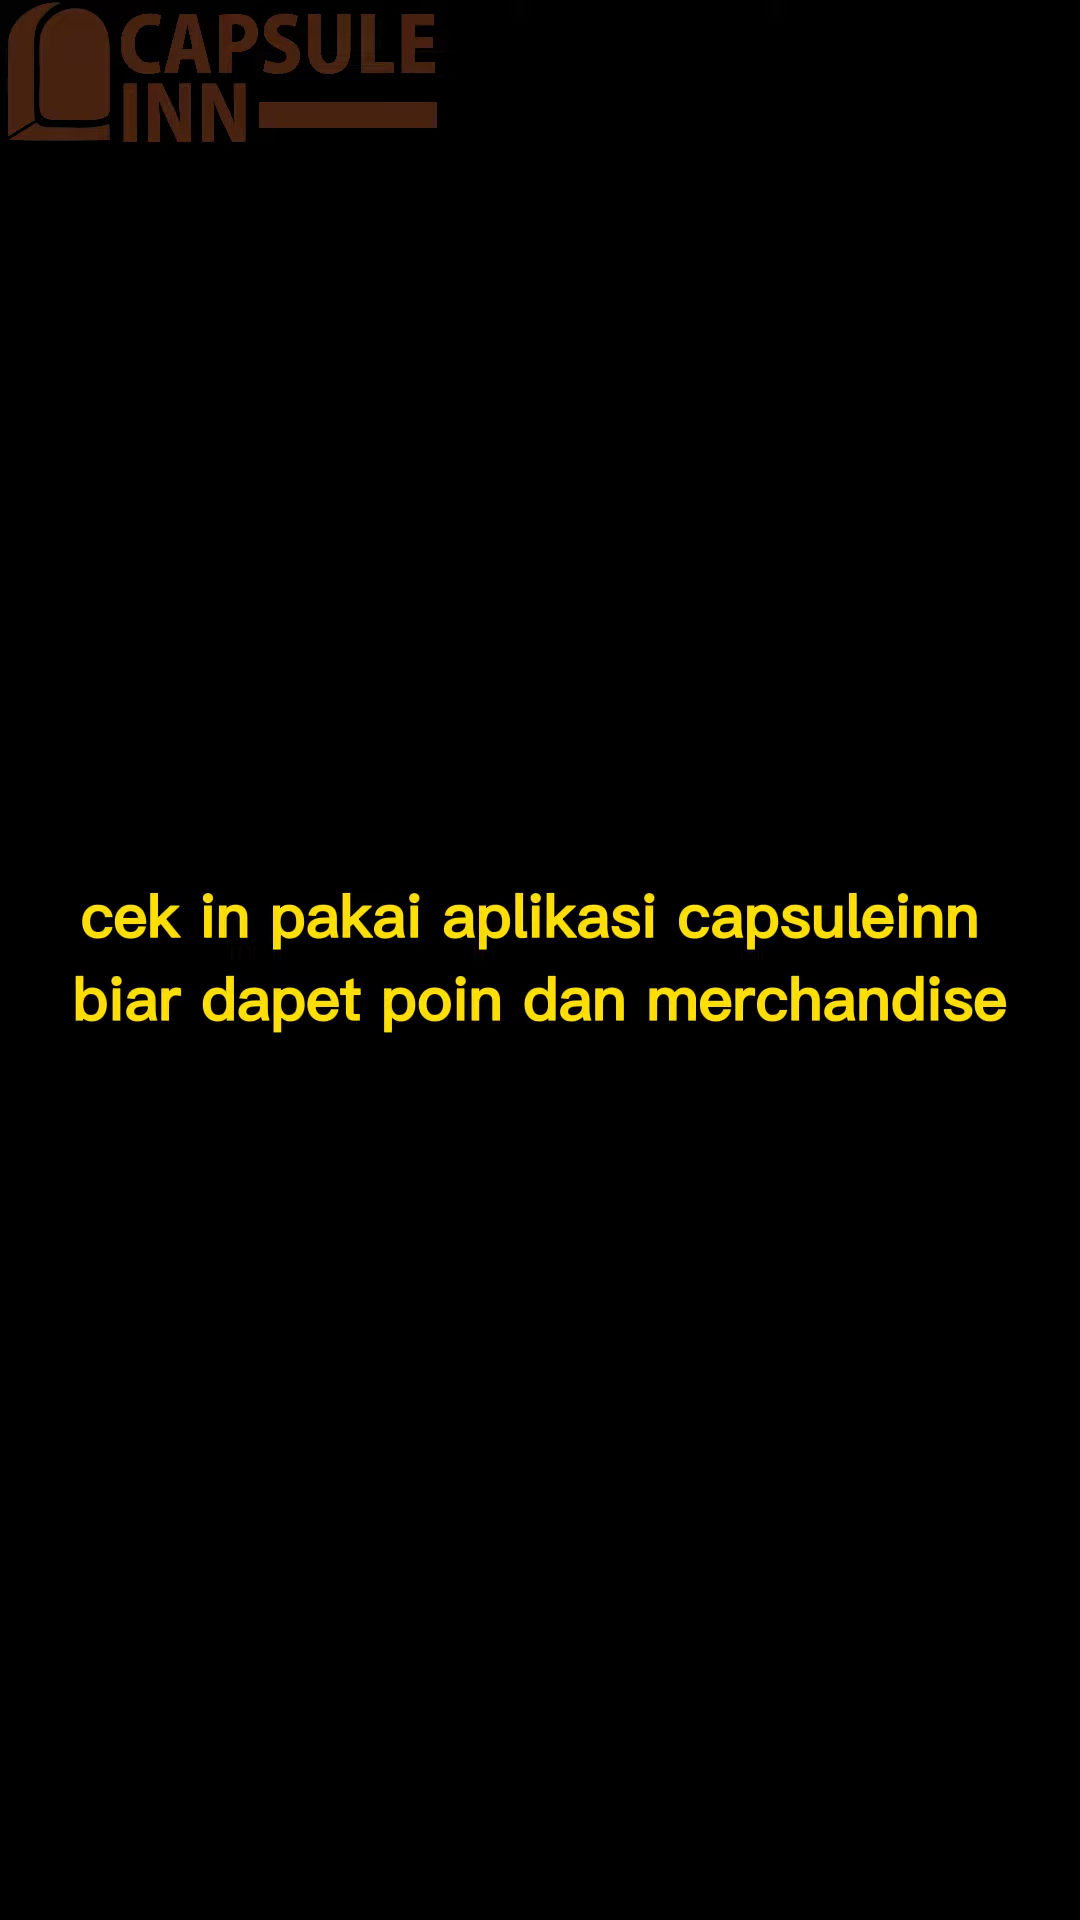 CAPSULE
INN
cek in pakai aplikasi capsuleinn
biar dapet poin dan merchandise